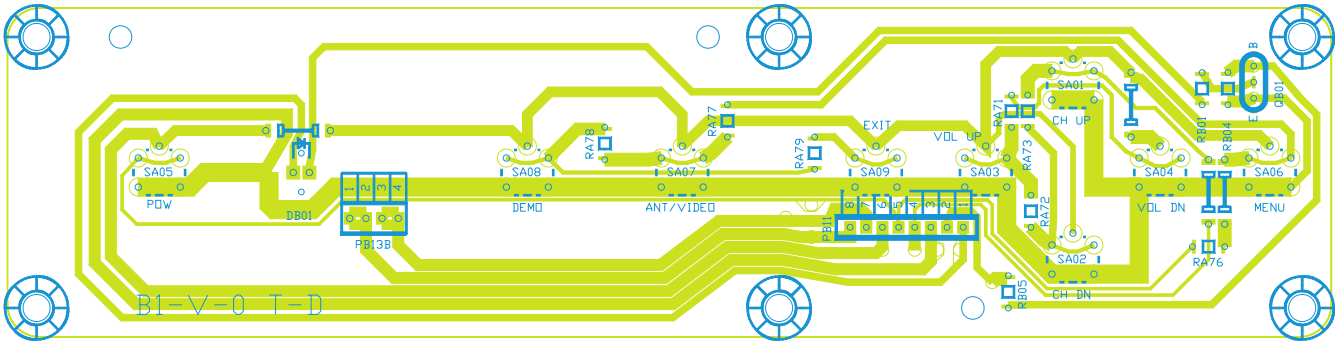 B
SA01
QB01
RA71
RA77
CH UP
E
EXIT
VOL UP
RB01
RB04
RA78
RA79
RA73
SA05
SA08
SA07
SA09
SA03
SA04
SA06
1 2 3 4
POW
DEMO
ANT/VIDEO
8 7 6 5 4 3 2 1
RA72
VOL DN
MENU
DB01
PB11
PB13B
SA02
RA76
RB05
CH DN
B1-V-0 T-D